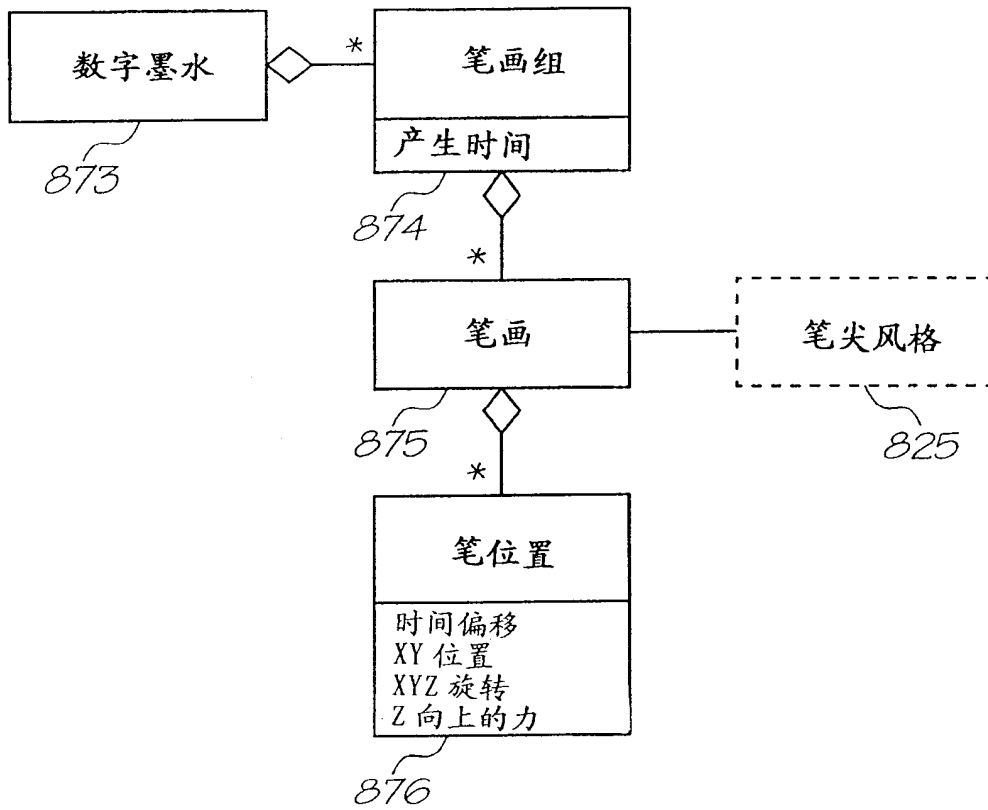 数字墨水
*
笔画组
产生时间
873
874
*
笔画
笔尖风格
875
825
*
笔位置
时间偏移
XY 位置
XYZ 旋转
Z 向上的力
876